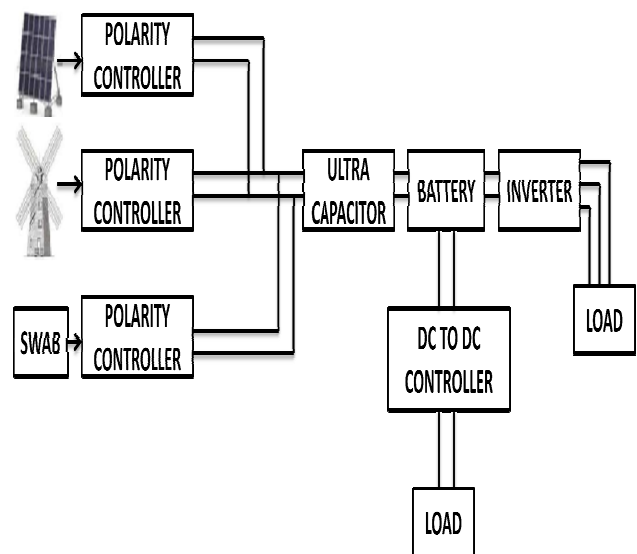 POLARITY
CONTROLLER
POLARITY
CONTROLLER
ULTRA
CAPACITOR
BATTERY
INVERTER
SWAB
POLARITY
CONTROLLER
DC TO DC
CONTROLLER
LOAD
LOAD